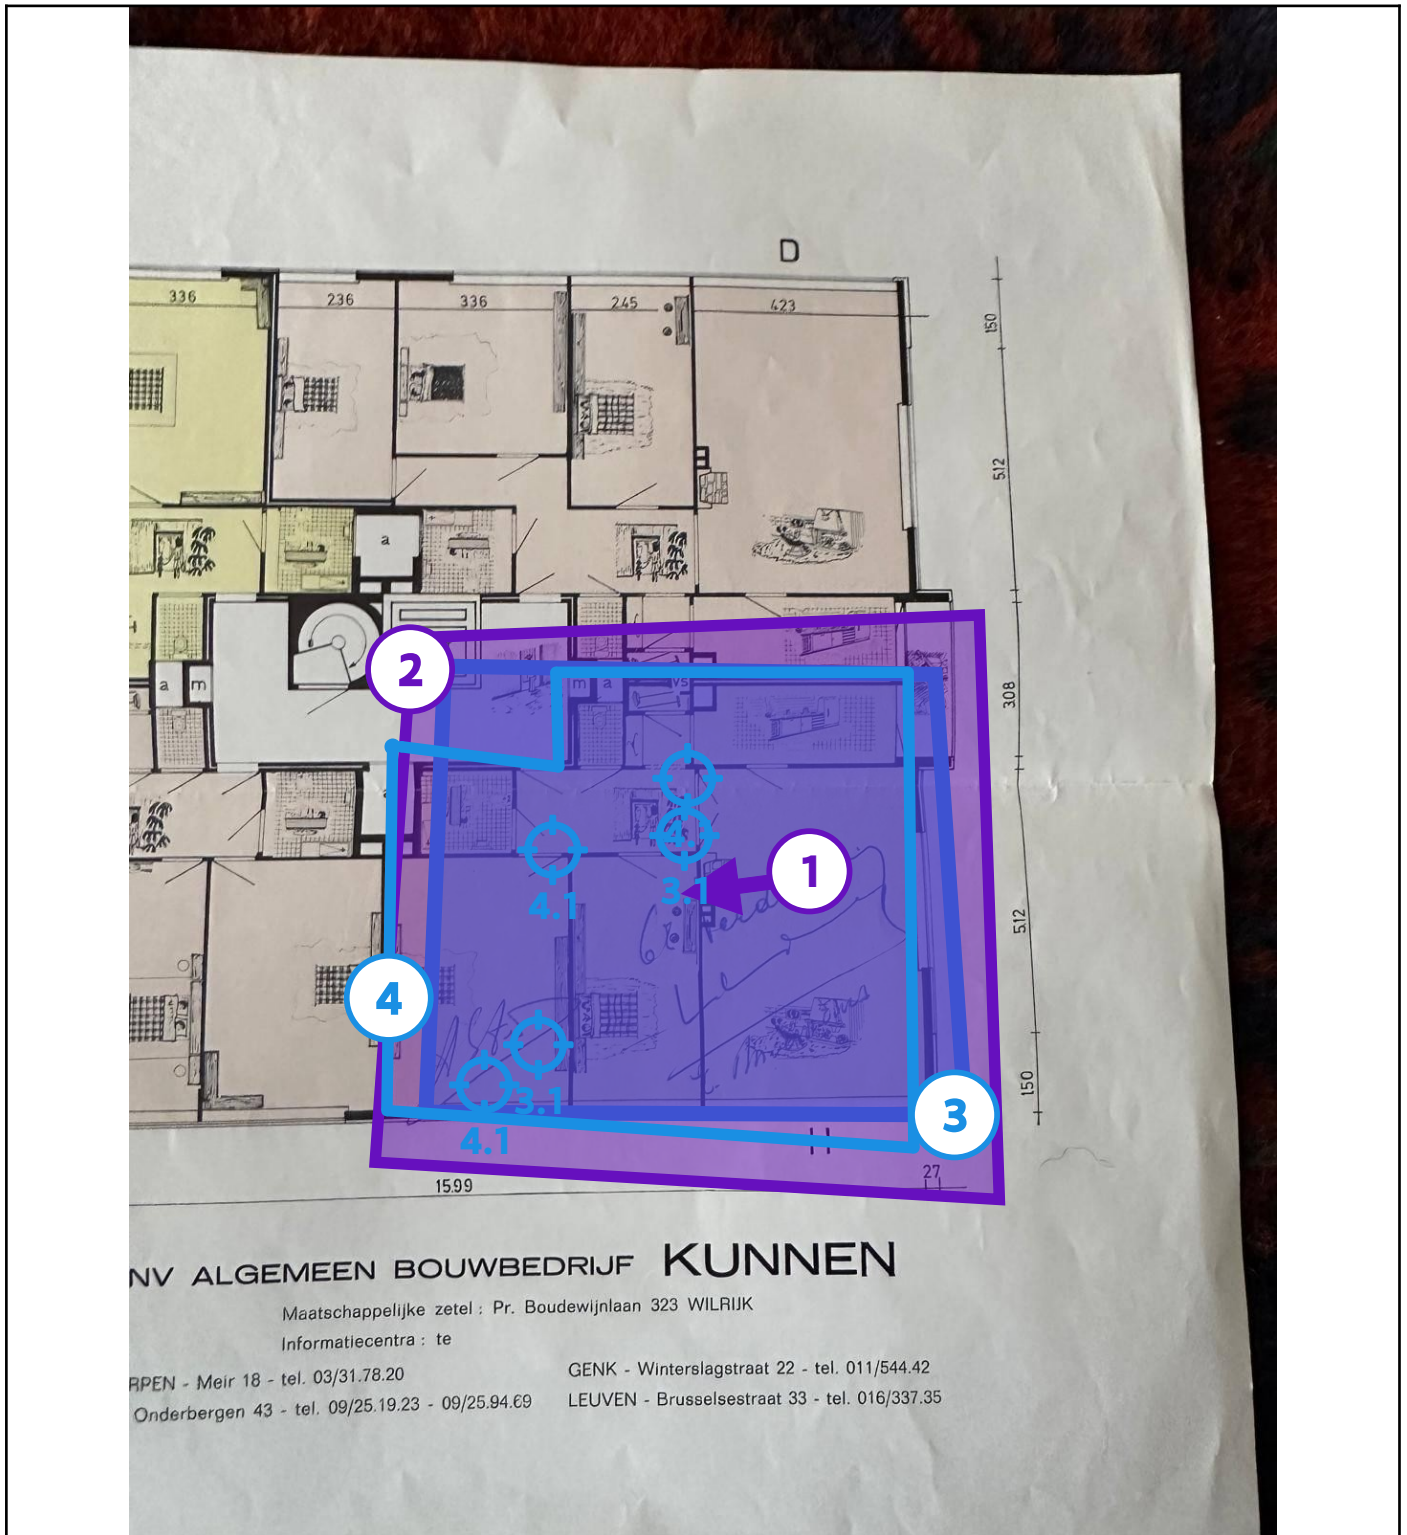 D
336 236 336 245 423
150
512
a
2
a m
m a
VS
3.08
4.
1
4.1
3.1
512
4
3.1
4.1
150
3
H
27
15.99
NV ALGEMEEN BOUWBEDRIJF KUNNEN
Maatschappelijke zetel : Pr. Boudewijnlaan 323 WILRIJK
Informatiecentra : te
RPEN - Meir 18 - tel. 03/31.78.20
GENK - Winterslagstraat 22 - tel. 011/544.42
Onderbergen 43 - tel. 09/25.19.23 - 09/25.94.69
LEUVEN - Brusselsestraat 33 - tel. 016/337.35